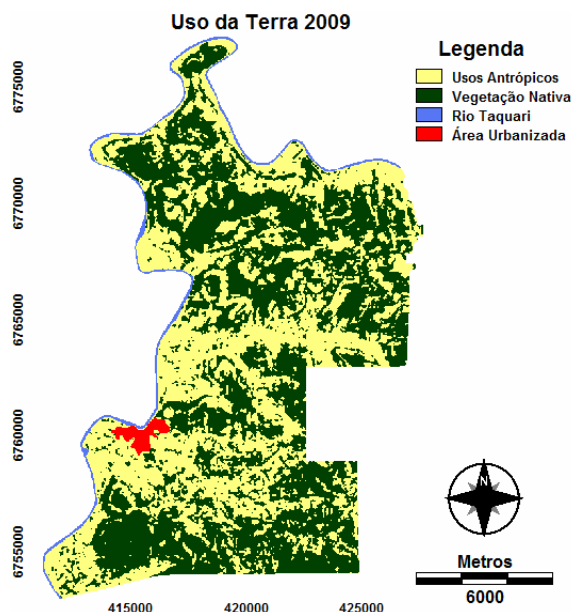 Uso da Terra 2009
Legenda
Usos Antrópicos
Vegetação Nativa
Rio Taquari
Área Urbanizada
6775000
6770000
6765000
6760000
6755000
N
Metros
6000
415000
420000
425000